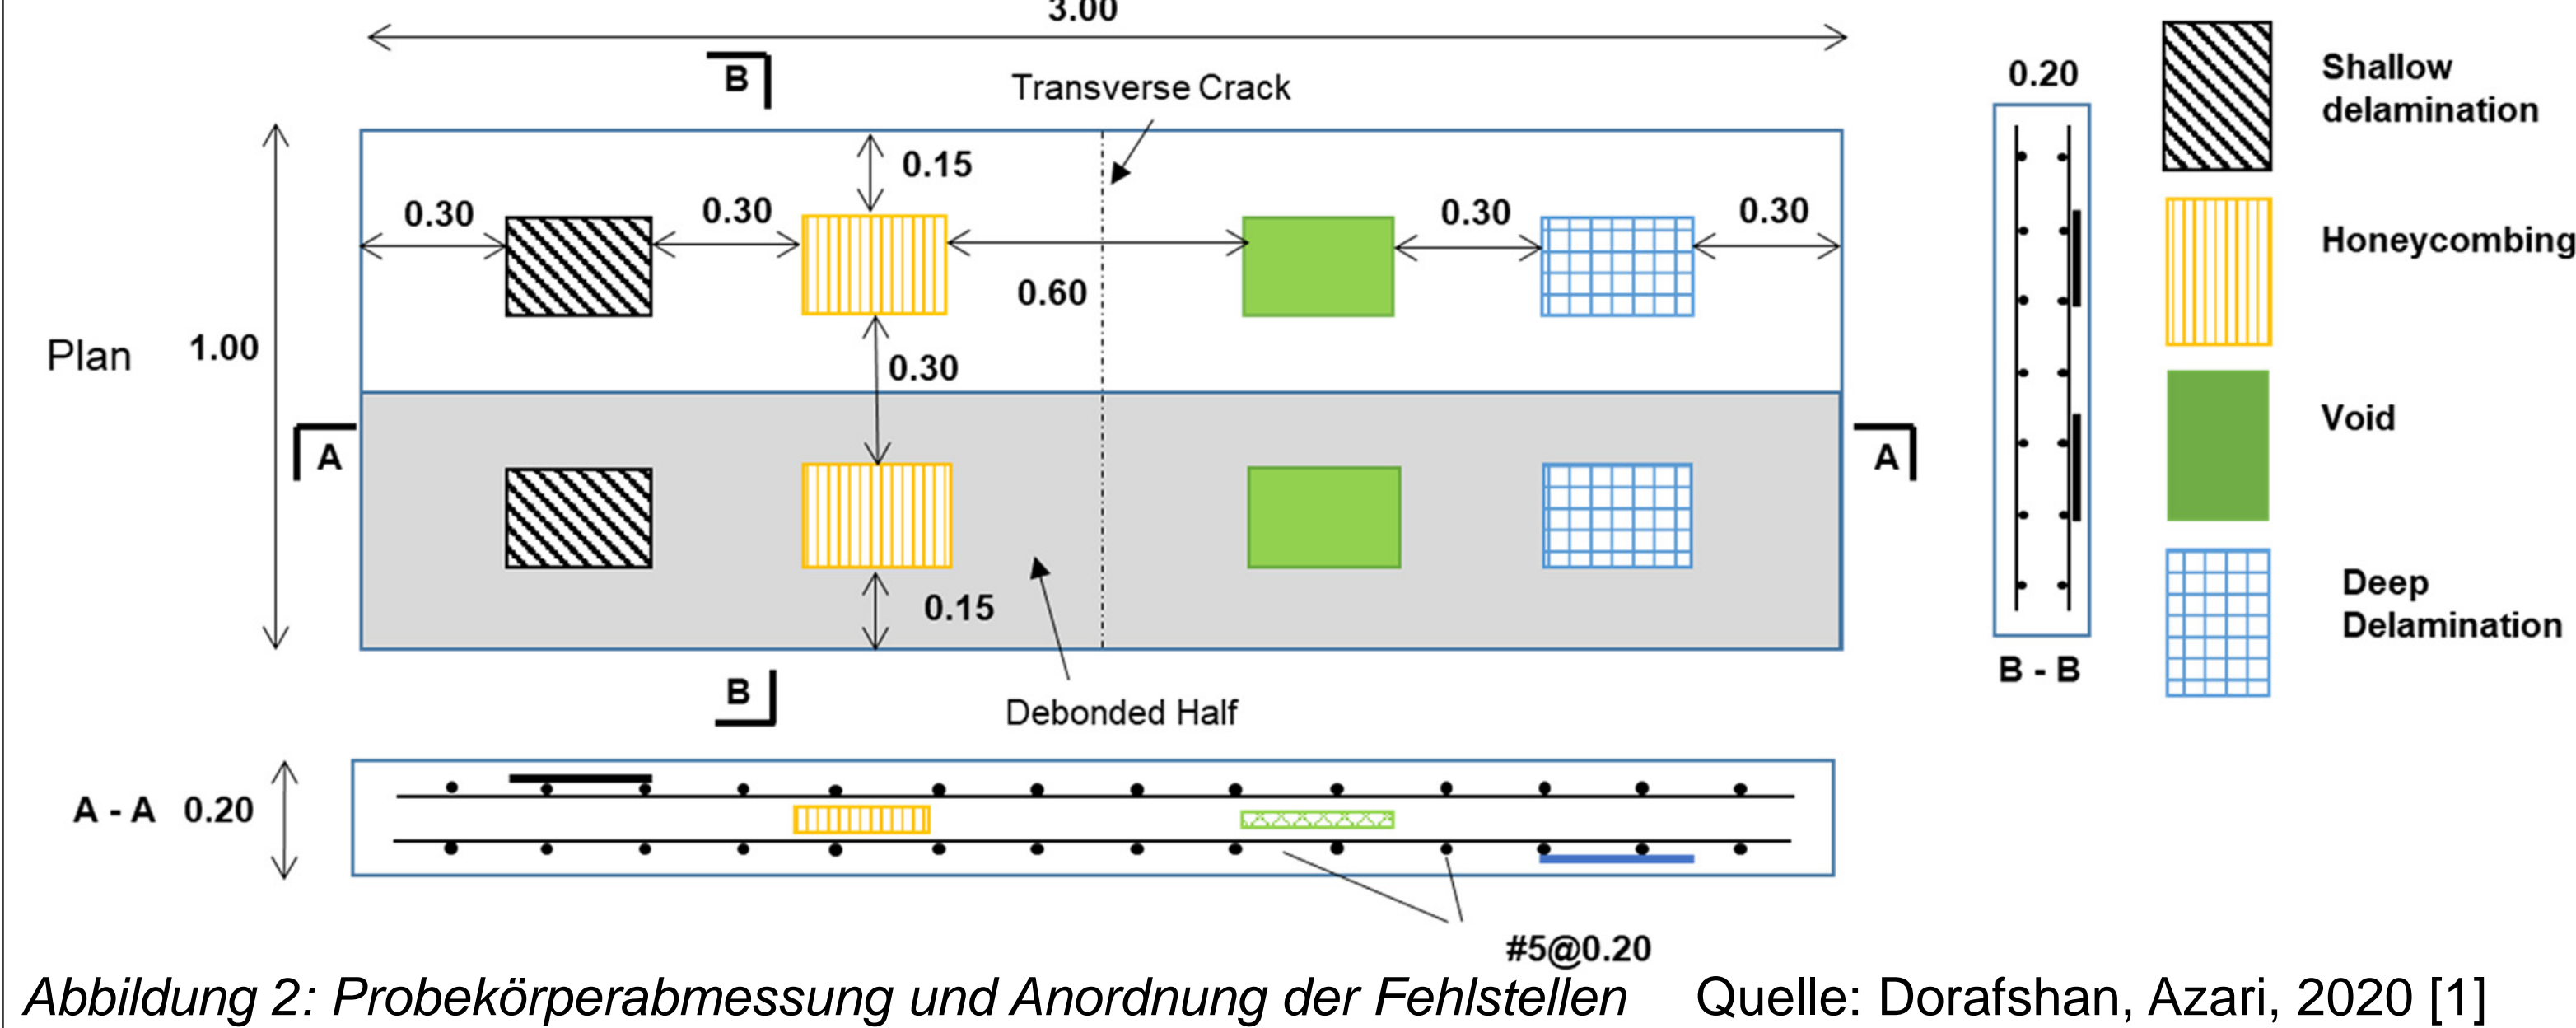 3.00
B
Transverse Crack
0.20
Shallow
delamination
0.15
0.30
0.30
0.30
0.30
Honeycombing
0.60
Plan
1.00
0.30
Void
A
A
0.15
Deep
Delamination
B
Debonded Half
B - B
A - A
0.20
#5@0.20
Abbildung 2: Probekörperabmessung und Anordnung der Fehlstellen
Quelle: Dorafshan, Azari, 2020 [1]